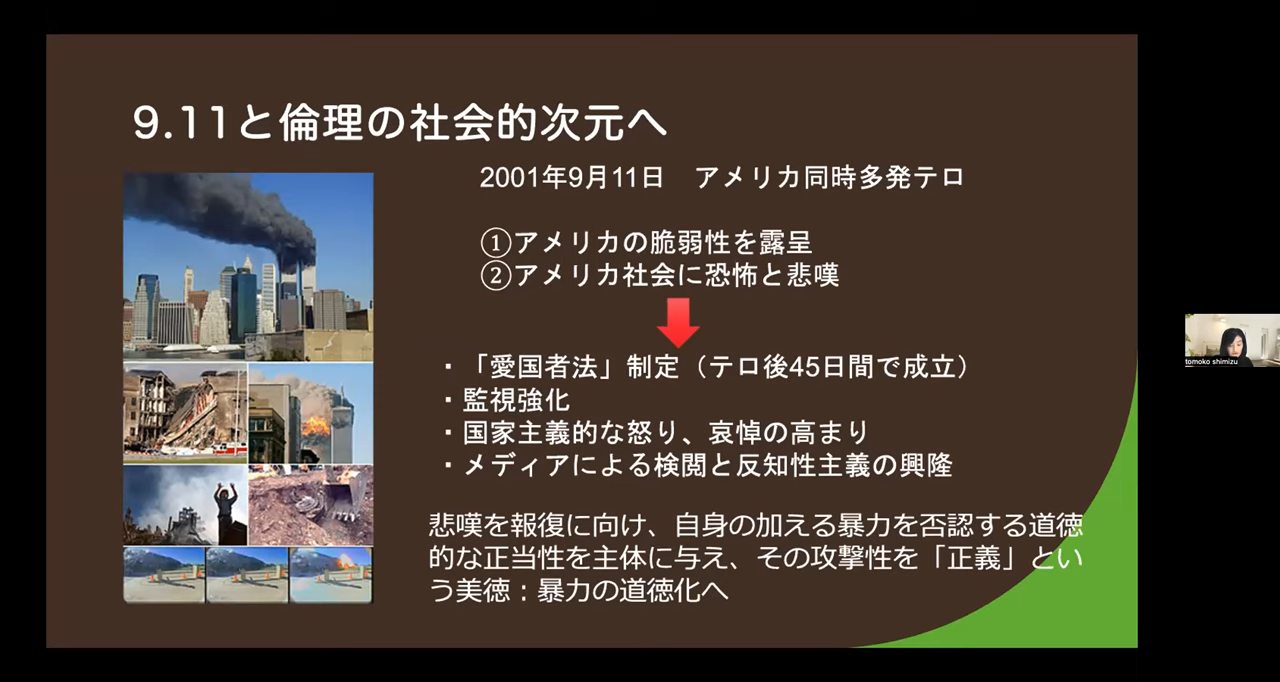 9.11と倫理の社会的次元へ
2001年9月11日　アメリカ同時多発テロ
①アメリカの脆弱性を露呈
②アメリカ社会に恐怖と悲嘆
・「愛国者法」制定（テロ後45日間で成立）
・監視強化
・国家主義的な怒り、哀悼の高まり
・メディアによる検閲と反知性主義の興隆
悲嘆を報復に向け、自身の加える暴力を否認する道徳
的な正当性を主体に与え、その攻撃性を「正義」とい
う美徳：暴力の道徳化へ
tomoko shimizu